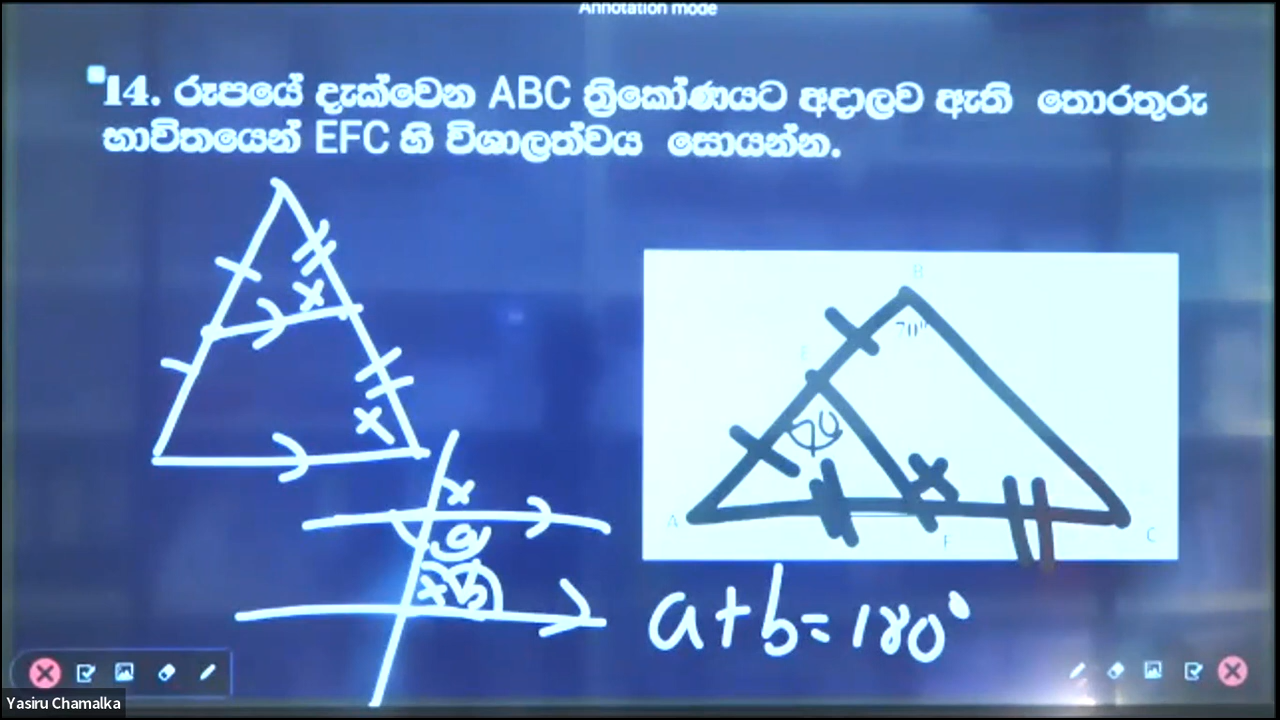 Annotation mode
14. රූපයේ දැක්වෙන ABC ත්‍රිකෝණයට අදාලව ඇති තොරතුරු
භාවිතයෙන් EFC හි විශාලත්වය සොයන්න.
B
70°
x
E
70
x
x
A
F
C
x
a
x
b
a+b=180°
Yasiru Chamalka